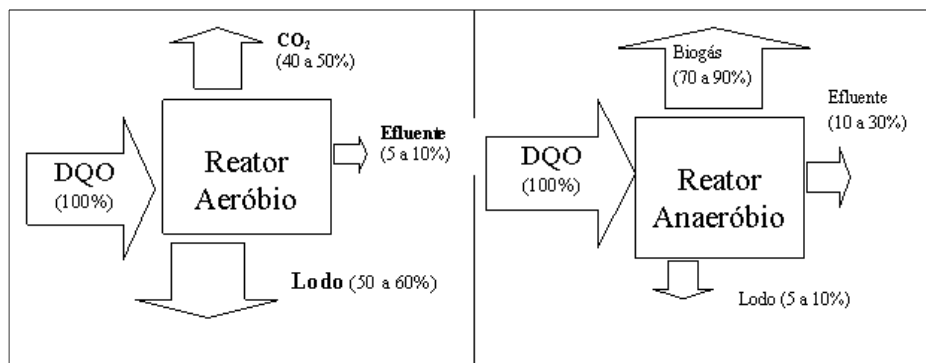 CO₂
(40 a 50%)
DQO
(100%)
Reator
Aeróbio
Efluente
(5 a 10%)
Lodo (50 a 60%)
Biogás
(70 a 90%)
DQO
(100%)
Reator
Anaeróbio
Efluente
(10 a 30%)
Lodo (5 a 10%)